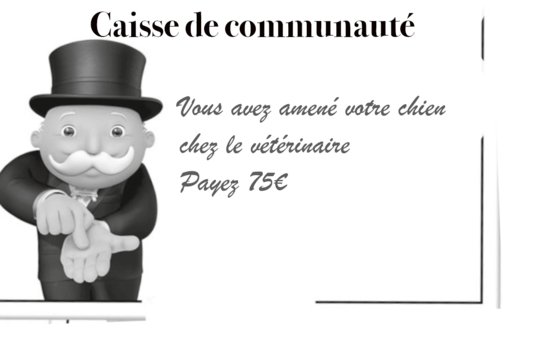 Caisse de communauté
Vous avez amené votre chien
chez le vétérinaire
Payez 75€